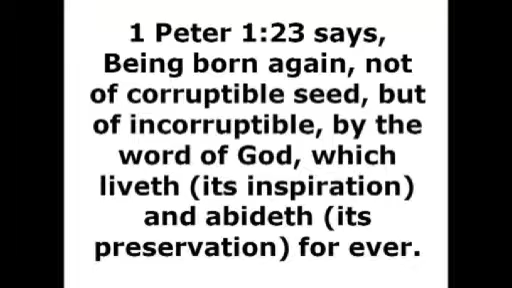 1 Peter 1:23 says,
Being born again, not
of corruptible seed, but
of incorruptible, by the
word of God, which
liveth (its inspiration)
and abideth (its
preservation) for ever.